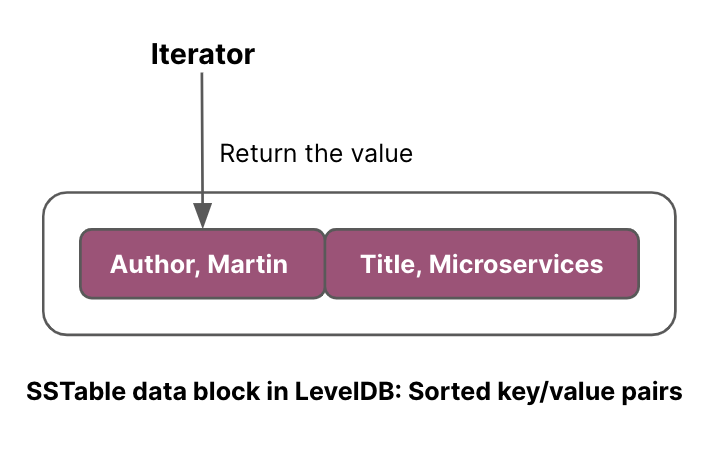 Iterator
Return the value
Author, Martin
Title, Microservices
SSTable data block in LevelDB: Sorted key/value pairs